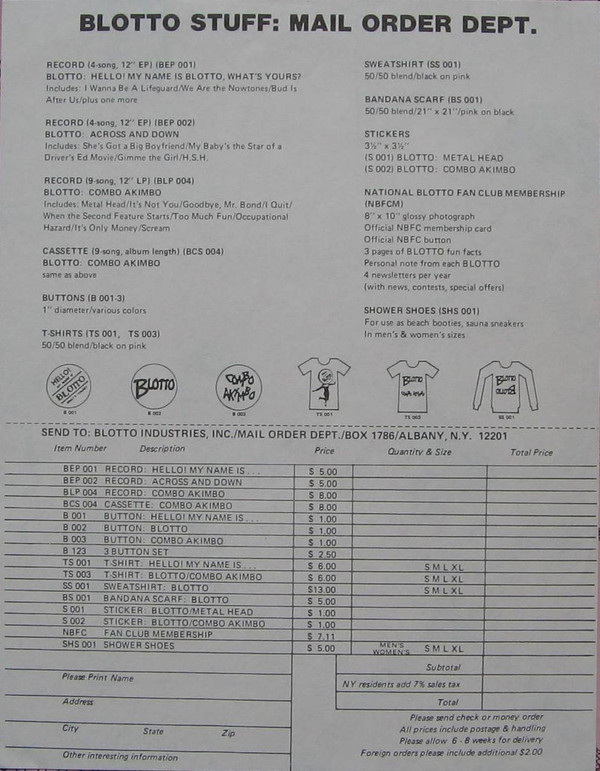 BLOTTO STUFF: MAIL ORDER DEPT.
RECORD (4-song, 12" EP) (BEP 001)
BLOTTO: HELLO! MY NAME IS BLOTTO, WHAT'S YOURS?
Includes: I Wanna Be A Lifeguard/We Are the Nowtones/Bud Is
After Us/plus one more
RECORD (4-song, 12" EP) (BEP 002)
BLOTTO: ACROSS AND DOWN
Includes: She's Got a Big Boyfriend/My Baby's the Star of a
Driver's Ed Movie/Gimme the Girl/H.S.H.
RECORD (9-song, 12" LP) (BLP 004)
BLOTTO: COMBO AKIMBO
Includes: Metal Head/It's Not You/Goodbye, Mr. Bond/I Quit/
When the Second Feature Starts/Too Much Fun/Occupational
Hazard/It's Only Money/Scream
CASSETTE (9-song, album length) (BCS 004)
BLOTTO: COMBO AKIMBO
same as above
BUTTONS (B 001-3)
1" diameter/various colors
T-SHIRTS (TS 001, TS 003)
50/50 blend/black on pink
SWEATSHIRT (SS 001)
50/50 blend/black on pink
BANDANA SCARF (BS 001)
50/50 blend/21" x 21"/pink on black
STICKERS
3½" x 3½"
(S 001) BLOTTO: METAL HEAD
(S 002) BLOTTO: COMBO AKIMBO
NATIONAL BLOTTO FAN CLUB MEMBERSHIP
(NBFCM)
8" x 10" glossy photograph
Official NBFC membership card
Official NBFC button
3 pages of BLOTTO fun facts
Personal note from each BLOTTO
4 newsletters per year
(with news, contests, special offers)
SHOWER SHOES (SHS 001)
For use as beach booties, sauna sneakers
In men's & women's sizes
HELLO!
BLOTTO
BLOTTO
COMBO
AKIMBO
BLOTTO
BLOTTO
B 001
B 002
B 003
TS 001
TS 003
SS 001
SEND TO: BLOTTO INDUSTRIES, INC./MAIL ORDER DEPT./BOX 1786/ALBANY, N.Y. 12201
Item Number Description Price Quantity & Size Total Price
BEP 001 RECORD: HELLO! MY NAME IS... $ 5.00
BEP 002 RECORD: ACROSS AND DOWN $ 5.00
BLP 004 RECORD: COMBO AKIMBO $ 8.00
BCS 004 CASSETTE: COMBO AKIMBO $ 8.00
B 001 BUTTON: HELLO! MY NAME IS... $ 1.00
B 002 BUTTON: BLOTTO $ 1.00
B 003 BUTTON: COMBO AKIMBO $ 1.00
B 123 3 BUTTON SET $ 2.50
TS 001 T-SHIRT: HELLO! MY NAME IS... $ 6.00 S M L XL
TS 003 T-SHIRT: BLOTTO/COMBO AKIMBO $ 6.00 S M L XL
SS 001 SWEATSHIRT: BLOTTO $13.00 S M L XL
BS 001 BANDANA SCARF: BLOTTO $ 5.00
S 001 STICKER: BLOTTO/METAL HEAD $ 1.00
S 002 STICKER: BLOTTO/COMBO AKIMBO $ 1.00
NBFC FAN CLUB MEMBERSHIP $ 7.11
SHS 001 SHOWER SHOES $ 5.00 MEN'S WOMEN'S S M L XL
Please Print Name
Address
City State Zip
Other interesting information
Subtotal
NY residents add 7% sales tax
Total
Please send check or money order
All prices include postage & handling
Please allow 6 - 8 weeks for delivery
Foreign orders please include additional $2.00